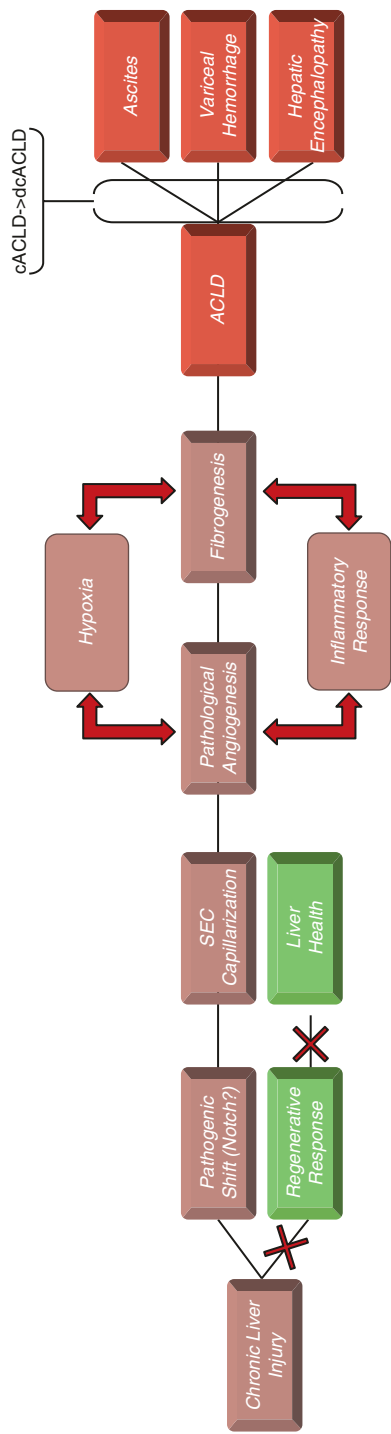 Chronic Liver
Injury
Pathogenic
Shift (Notch?)
Regenerative
Response
SEC
Capillarization
Liver
Health
Pathological
Angiogenesis
Hypoxia
Inflammatory
Response
Fibrogenesis
ACLD
cACLD->dcACLD
Ascites
Variceal
Hemorrhage
Hepatic
Encephalopathy